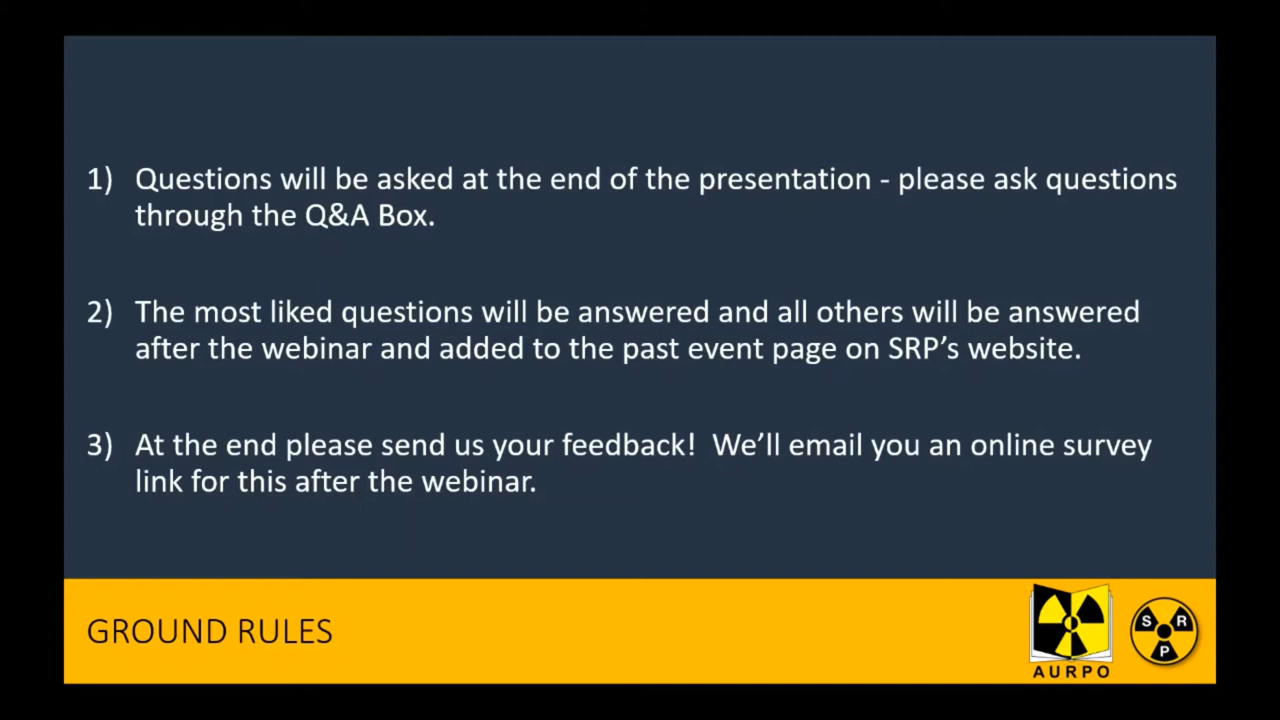 1) Questions will be asked at the end of the presentation - please ask questions
through the Q&A Box.
2) The most liked questions will be answered and all others will be answered
after the webinar and added to the past event page on SRP’s website.
3) At the end please send us your feedback!  We’ll email you an online survey
link for this after the webinar.
GROUND RULES
AURPO
S R
P